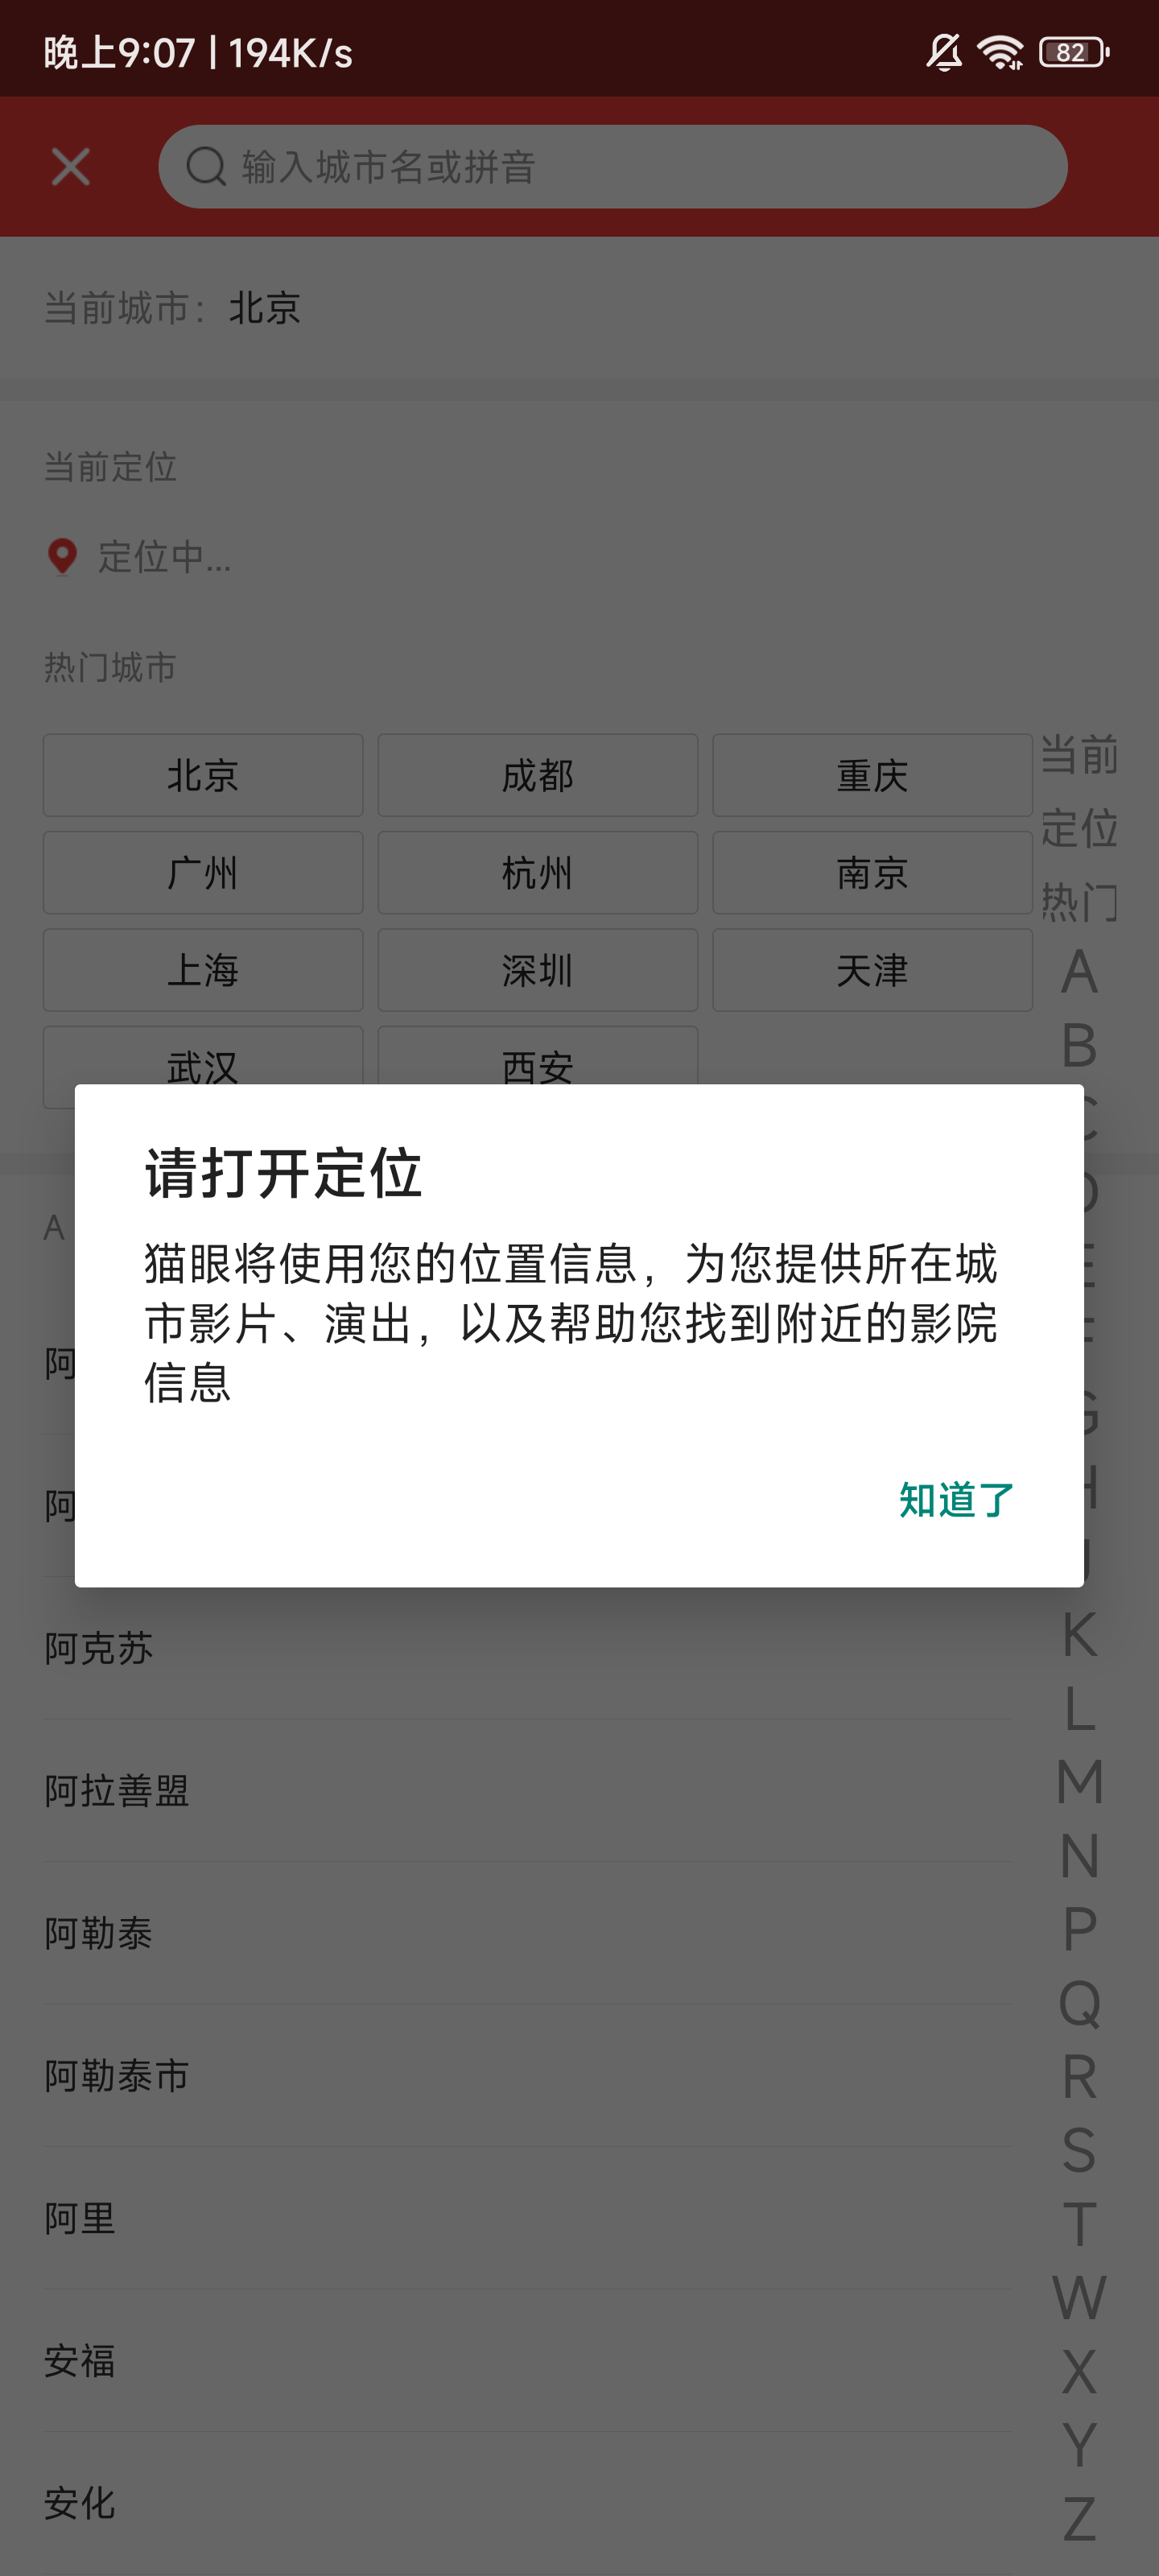 晚上9:07 | 194K/s
82
输入城市名或拼音
当前城市：北京
当前定位
定位中...
热门城市
北京 成都 重庆
广州 杭州 南京
上海 深圳 天津
武汉 西安
当前
定位
热门
A
B
请打开定位
猫眼将使用您的位置信息，为您提供所在城
市影片、演出，以及帮助您找到附近的影院
信息
知道了
A
阿
阿
阿克苏
阿拉善盟
阿勒泰
阿勒泰市
阿里
安福
安化
C
D
E
F
G
H
J
K
L
M
N
P
Q
R
S
T
W
X
Y
Z